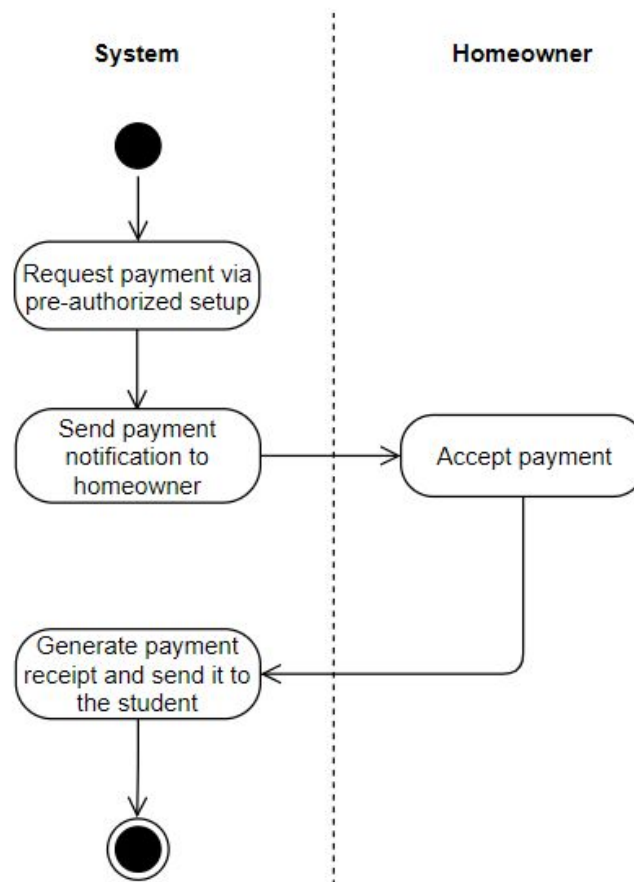 System
Homeowner
Request payment via
pre-authorized setup
Send payment
notification to
homeowner
Accept payment
Generate payment
receipt and send it to
the student